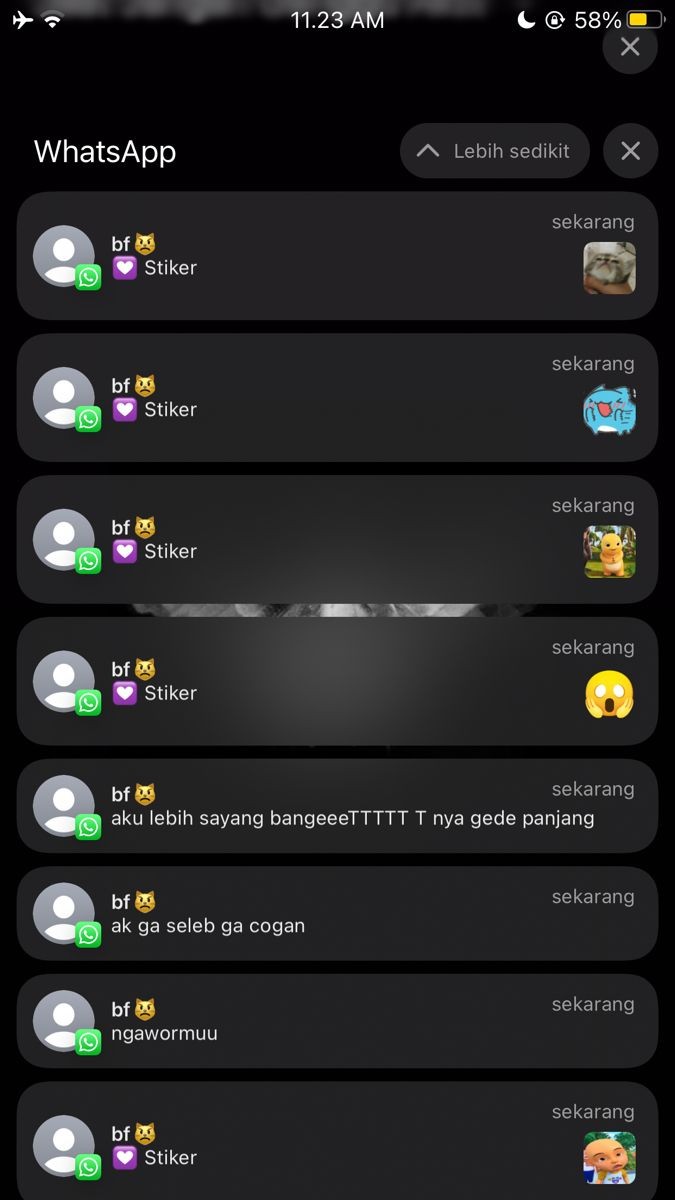 11.23 AM
58%
WhatsApp
Lebih sedikit
sekarang
bf😾
💟 Stiker
sekarang
bf😾
💟 Stiker
sekarang
bf😾
💟 Stiker
sekarang
bf😾
💟 Stiker
sekarang
bf😾
aku lebih sayang bangeeeTTTTT T nya gede panjang
sekarang
bf😾
ak ga seleb ga cogan
sekarang
bf😾
ngawormuu
sekarang
bf😾
💟 Stiker